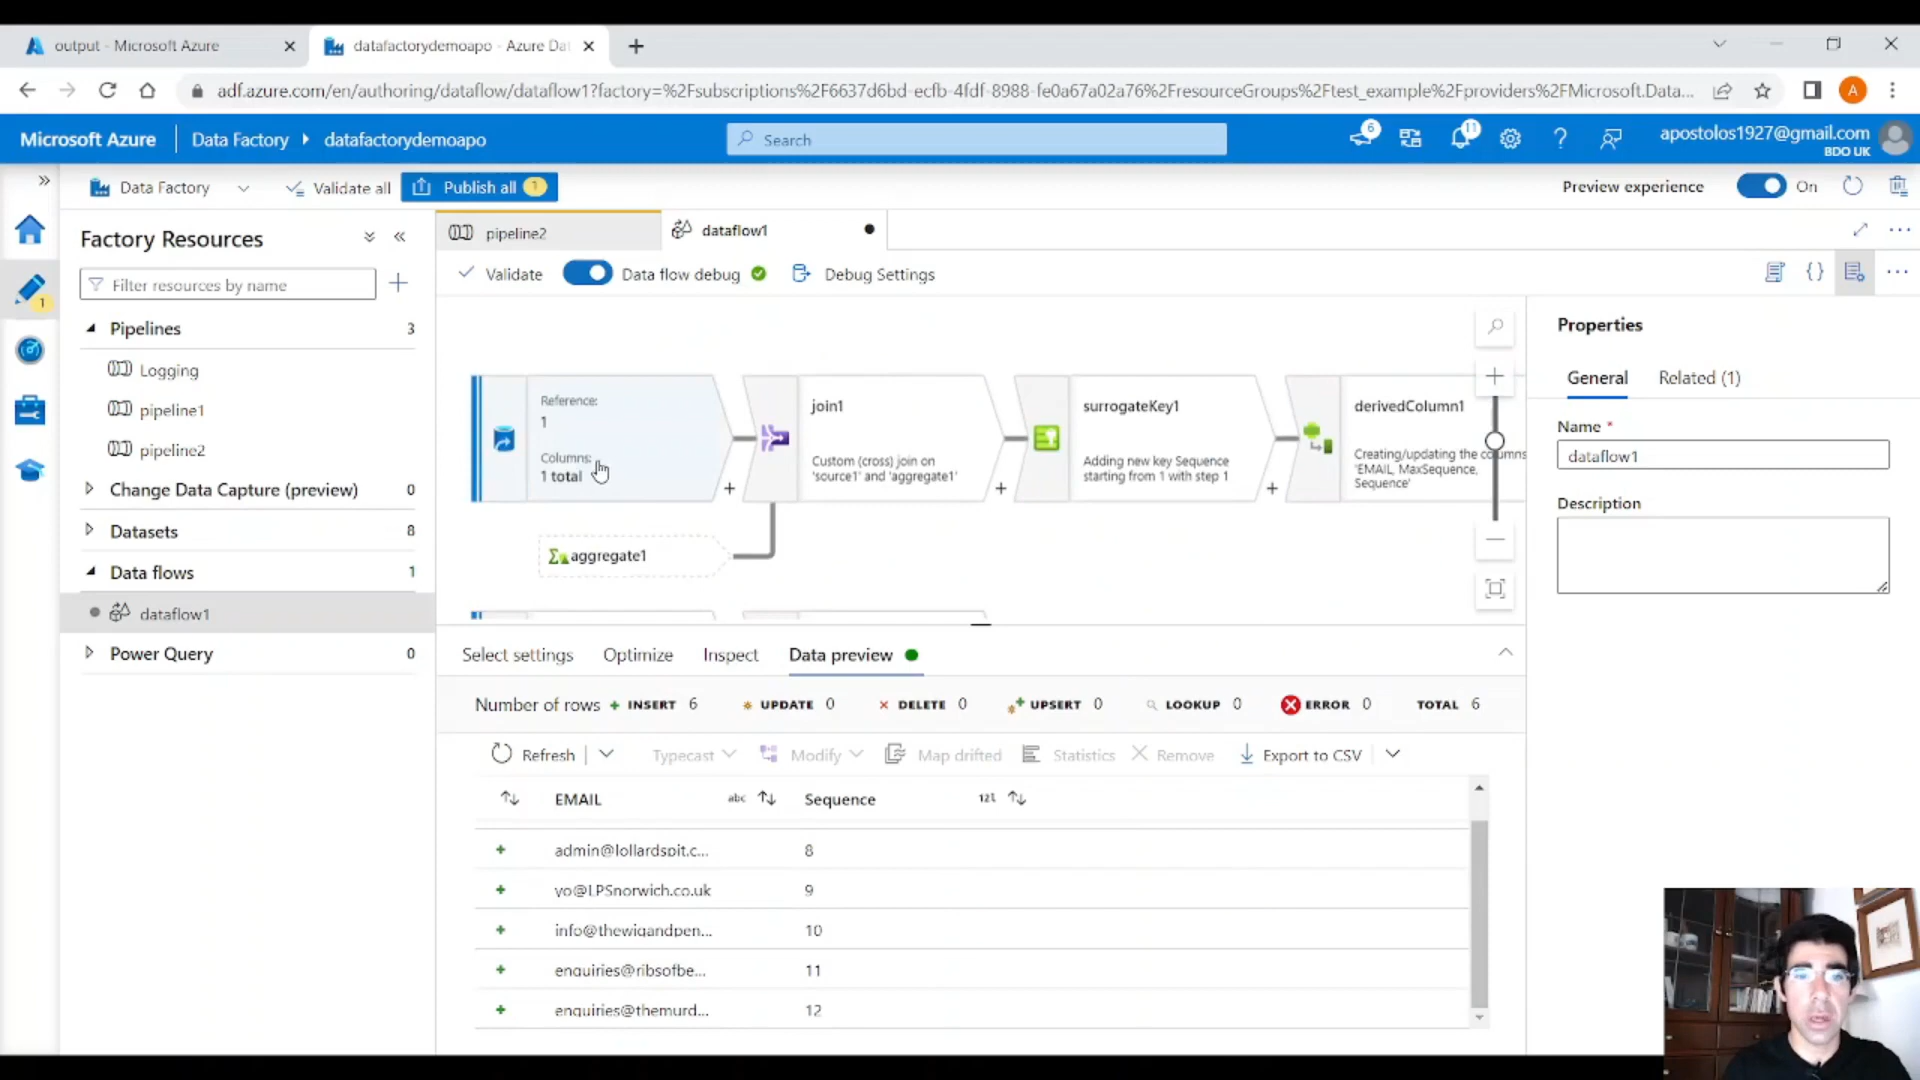 output - Microsoft Azure
datafactorydemoapo - Azure Dat
adf.azure.com/en/authoring/dataflow/dataflow1?factory=%2Fsubscriptions%2F6637d6bd-ecfb-4fdf-8988-fe0a67a02a76%2FresourceGroups%2Ftest_example%2Fproviders%2FMicrosoft.Data...
A
Microsoft Azure
Data Factory
datafactorydemoapo
Search
6
11
apostolos1927@gmail.com
BDO UK
Data Factory
Validate all
Publish all 1
Preview experience
On
Factory Resources
pipeline2
dataflow1
Filter resources by name
Validate
Data flow debug
Debug Settings
1
Pipelines 3
Logging
pipeline1
pipeline2
Change Data Capture (preview) 0
Datasets 8
Data flows 1
dataflow1
Power Query 0
Reference:
1
Columns:
1 total
join1
Custom (cross) join on
'source1' and 'aggregate1'
surrogateKey1
Adding new key Sequence
starting from 1 with step 1
derivedColumn1
Creating/updating the columns
'EMAIL, MaxSequence,
Sequence'
aggregate1
Properties
General
Related (1)
Name *
dataflow1
Description
Select settings
Optimize
Inspect
Data preview
Number of rows
INSERT 6
UPDATE 0
DELETE 0
UPSERT 0
LOOKUP 0
ERROR 0
TOTAL 6
Refresh
Typecast
Modify
Map drifted
Statistics
Remove
Export to CSV
EMAIL abc
Sequence 12l
admin@lollardspit.c... 8
yo@LPSnorwich.co.uk 9
info@thewigandpen... 10
enquiries@ribsofbe... 11
enquiries@themurd... 12